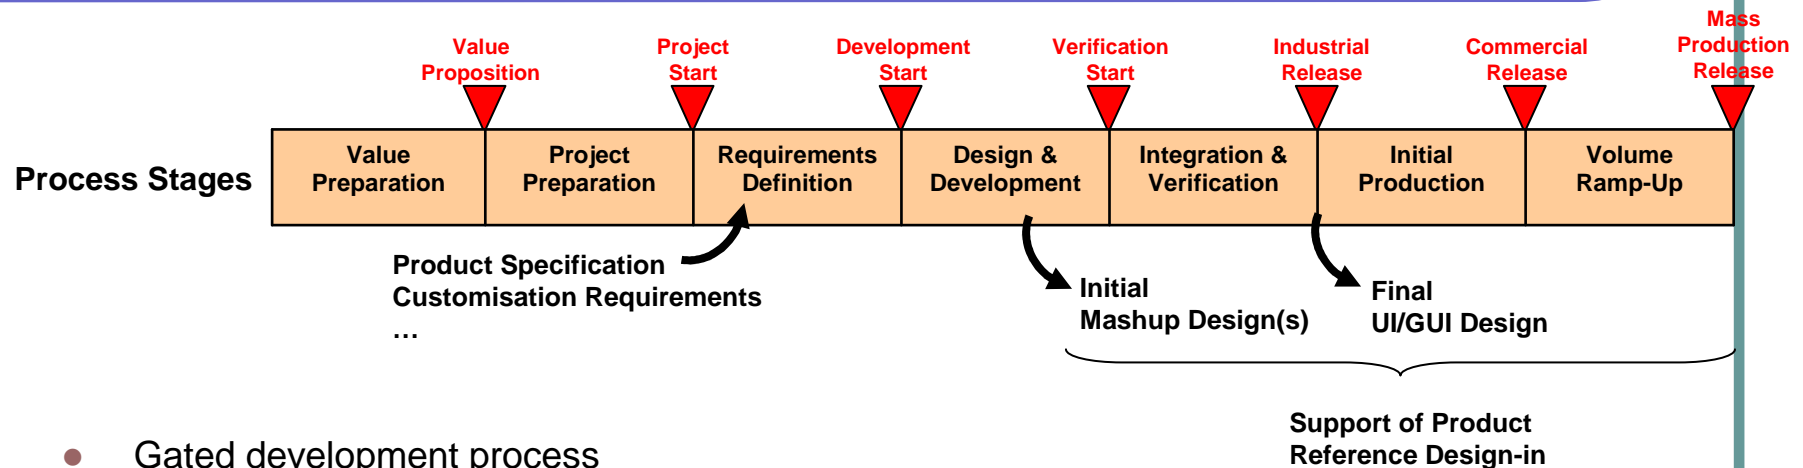 Mass
Production
Release
Value
Proposition
Project
Start
Development
Start
Verification
Start
Industrial
Release
Commercial
Release
Process Stages
Value
Preparation
Project
Preparation
Requirements
Definition
Design &
Development
Integration &
Verification
Initial
Production
Volume
Ramp-Up
Product Specification
Customisation Requirements
…
Initial
Mashup Design(s)
Final
UI/GUI Design
Support of Product
Reference Design-in
Gated development process